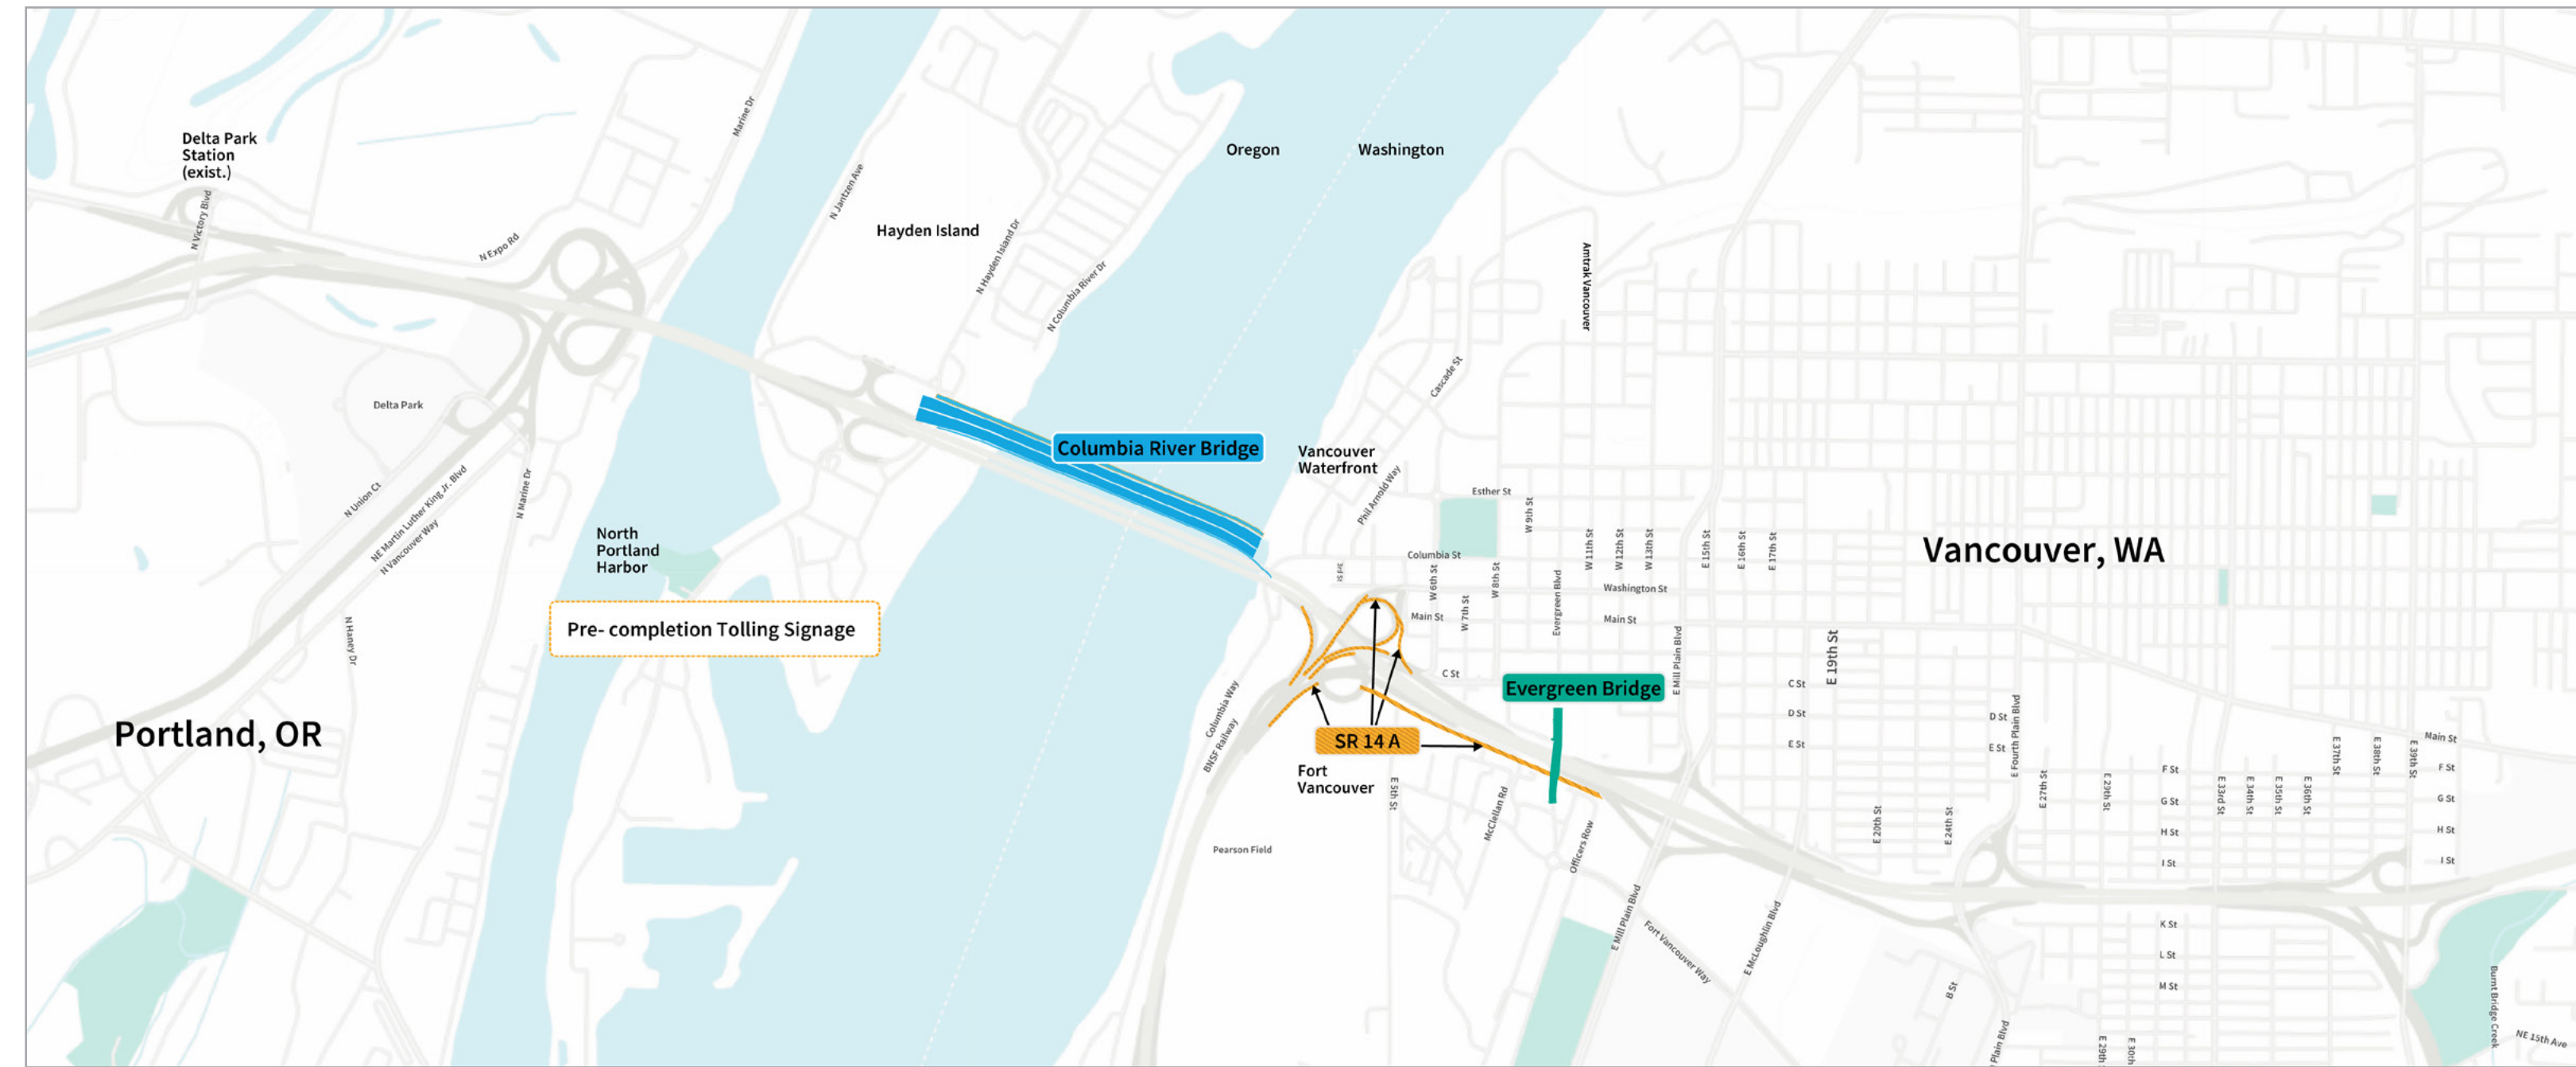 Delta Park
Station
(exist.)
N Victory Blvd
N Expo Rd
Marine Dr
N Jantzen Ave
Hayden Island
N Hayden Island Dr
N Columbia River Dr
Oregon
Washington
Amtrak Vancouver
Cascade St
Delta Park
N Union Ct
NE Martin Luther King Jr. Blvd
N Vancouver Way
N Marine Dr
N Haney Dr
North
Portland
Harbor
Pre- completion Tolling Signage
Portland, OR
Columbia River Bridge
Vancouver
Waterfront
Phil Arnold Way
Esther St
Columbia St
3rd St
W 6th St
W 7th St
W 8th St
W 9th St
Evergreen Blvd
W 11th St
W 12th St
W 13th St
E 15th St
E 16th St
E 17th St
Washington St
Main St
Main St
E Mill Plain Blvd
E 19th St
Vancouver, WA
C St
Evergreen Bridge
SR 14 A
Columbia Way
BNSF Railway
Fort
Vancouver
E 5th St
McClellan Rd
Officers Row
Pearson Field
E Mill Plain Blvd
Fort Vancouver Way
E McLoughlin Blvd
C St
D St
E St
E 20th St
E 24th St
D St
E St
E Fourth Plain Blvd
E 27th St
E 29th St
F St
G St
H St
I St
K St
L St
M St
E 33rd St
E 34th St
E 35th St
E 36th St
E 37th St
E 38th St
E 39th St
Main St
F St
G St
H St
I St
B St
Plain Blvd
E 29th
E 30th
Burnt Bridge Creek
NE 15th Ave